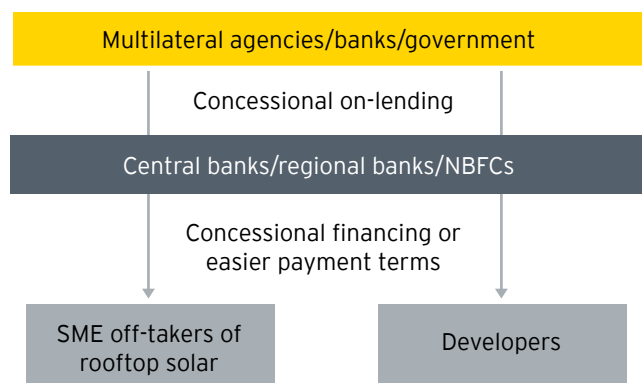 Multilateral agencies/banks/government
Concessional on-lending
Central banks/regional banks/NBFCs
Concessional financing or
easier payment terms
SME off-takers of
rooftop solar
Developers